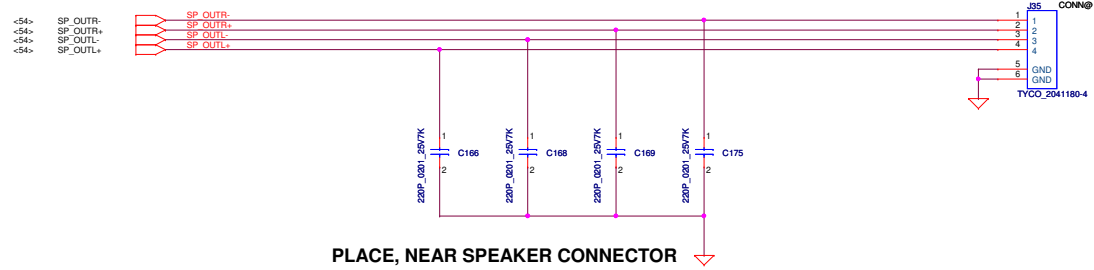 J35 CONN@
<54> SP_OUTR- SP_OUTR- 1 1
<54> SP_OUTR+ SP_OUTR+ 2 2
<54> SP_OUTL- SP_OUTL- 3 3
<54> SP_OUTL+ SP_OUTL+ 4 4
5 GND
6 GND
TYCO_2041180-4
220P_0201_25V7K 1 C166 2
220P_0201_25V7K 1 C168 2
220P_0201_25V7K 1 C169 2
220P_0201_25V7K 1 C175 2
PLACE, NEAR SPEAKER CONNECTOR